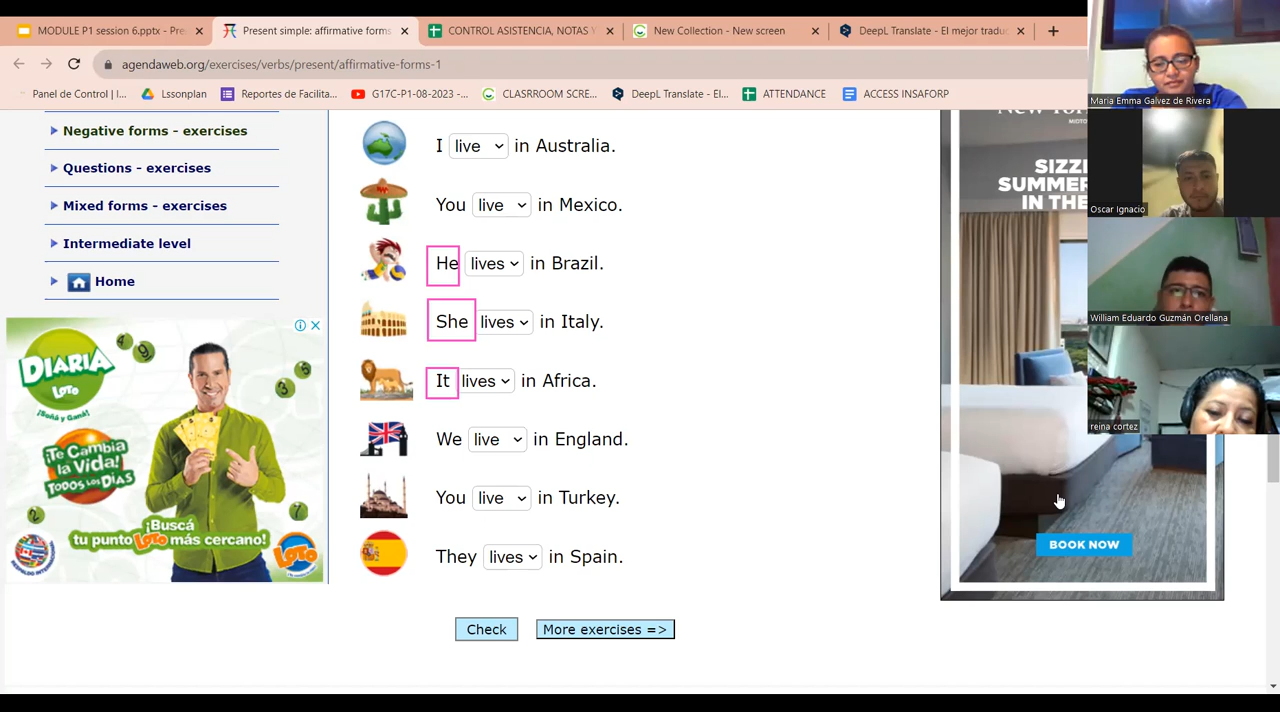 MODULE P1 session 6.pptx - Pre
Present simple: affirmative forms
CONTROL ASISTENCIA, NOTAS Y
New Collection - New screen
DeepL Translate - El mejor tradu
agendaweb.org/exercises/verbs/present/affirmative-forms-1
Panel de Control | I...
Lssonplan
Reportes de Facilita...
G17C-P1-08-2023 -...
CLASRROOM SCRE...
DeepL Translate - El...
ATTENDANCE
ACCESS INSAFORP
Maria Emma Galvez de Rivera
Oscar Ignacio
William Eduardo Guzmán Orellana
reina cortez
Negative forms - exercises
Questions - exercises
Mixed forms - exercises
Intermediate level
Home
I live in Australia.
You live in Mexico.
He lives in Brazil.
She lives in Italy.
It lives in Africa.
We live in England.
You live in Turkey.
They lives in Spain.
Check
More exercises =>
DIARIA
LOTO
¡Soñá y Ganá!
¡Te Cambia
la Vida!
TODOS LOS DÍAS
¡Buscá
tu punto Loto más cercano!
LOTO
SIZZ
SUMMER
IN THE
BOOK NOW